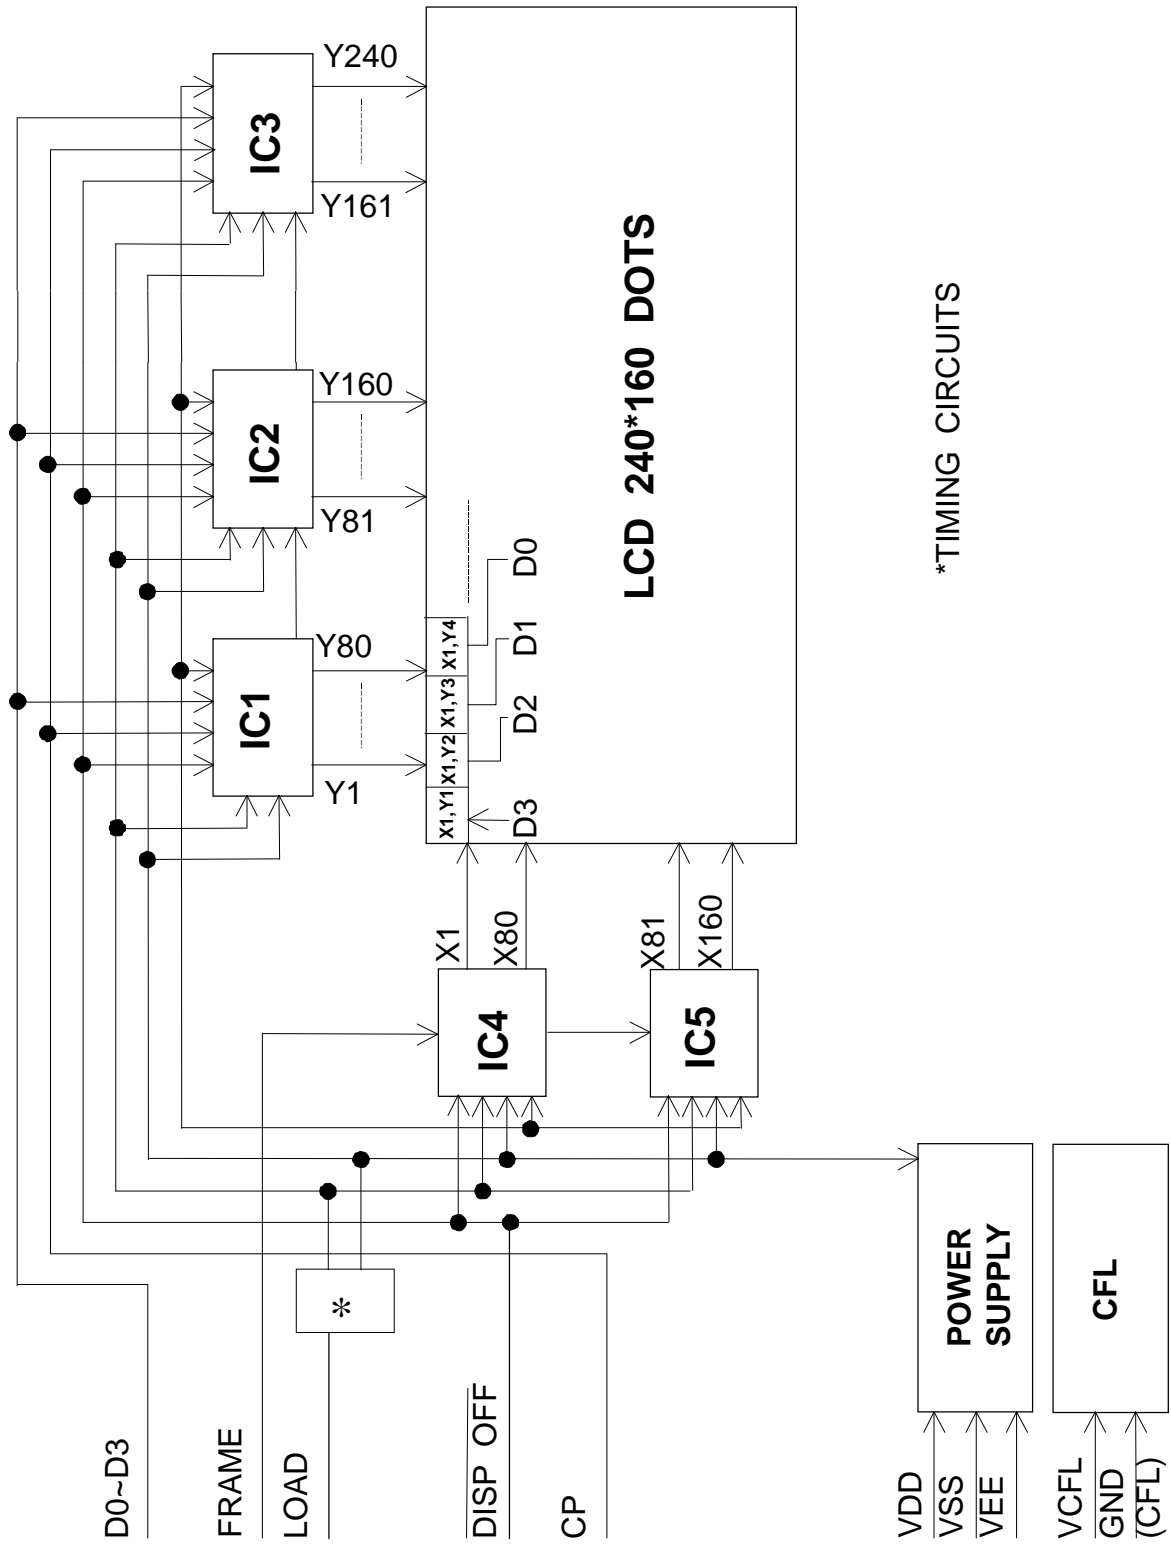 D0~D3
FRAME
LOAD
DISP OFF
CP
VDD
VSS
VEE
VCFL
GND
(CFL)
*
POWER
SUPPLY
CFL
IC4
IC5
X1
X80
X81
X160
IC1
IC2
IC3
Y1
Y80
Y81
Y160
Y161
Y240
X1,Y1
X1,Y2
X1,Y3
X1,Y4
D3
D2
D1
D0
LCD 240*160 DOTS
*TIMING CIRCUITS